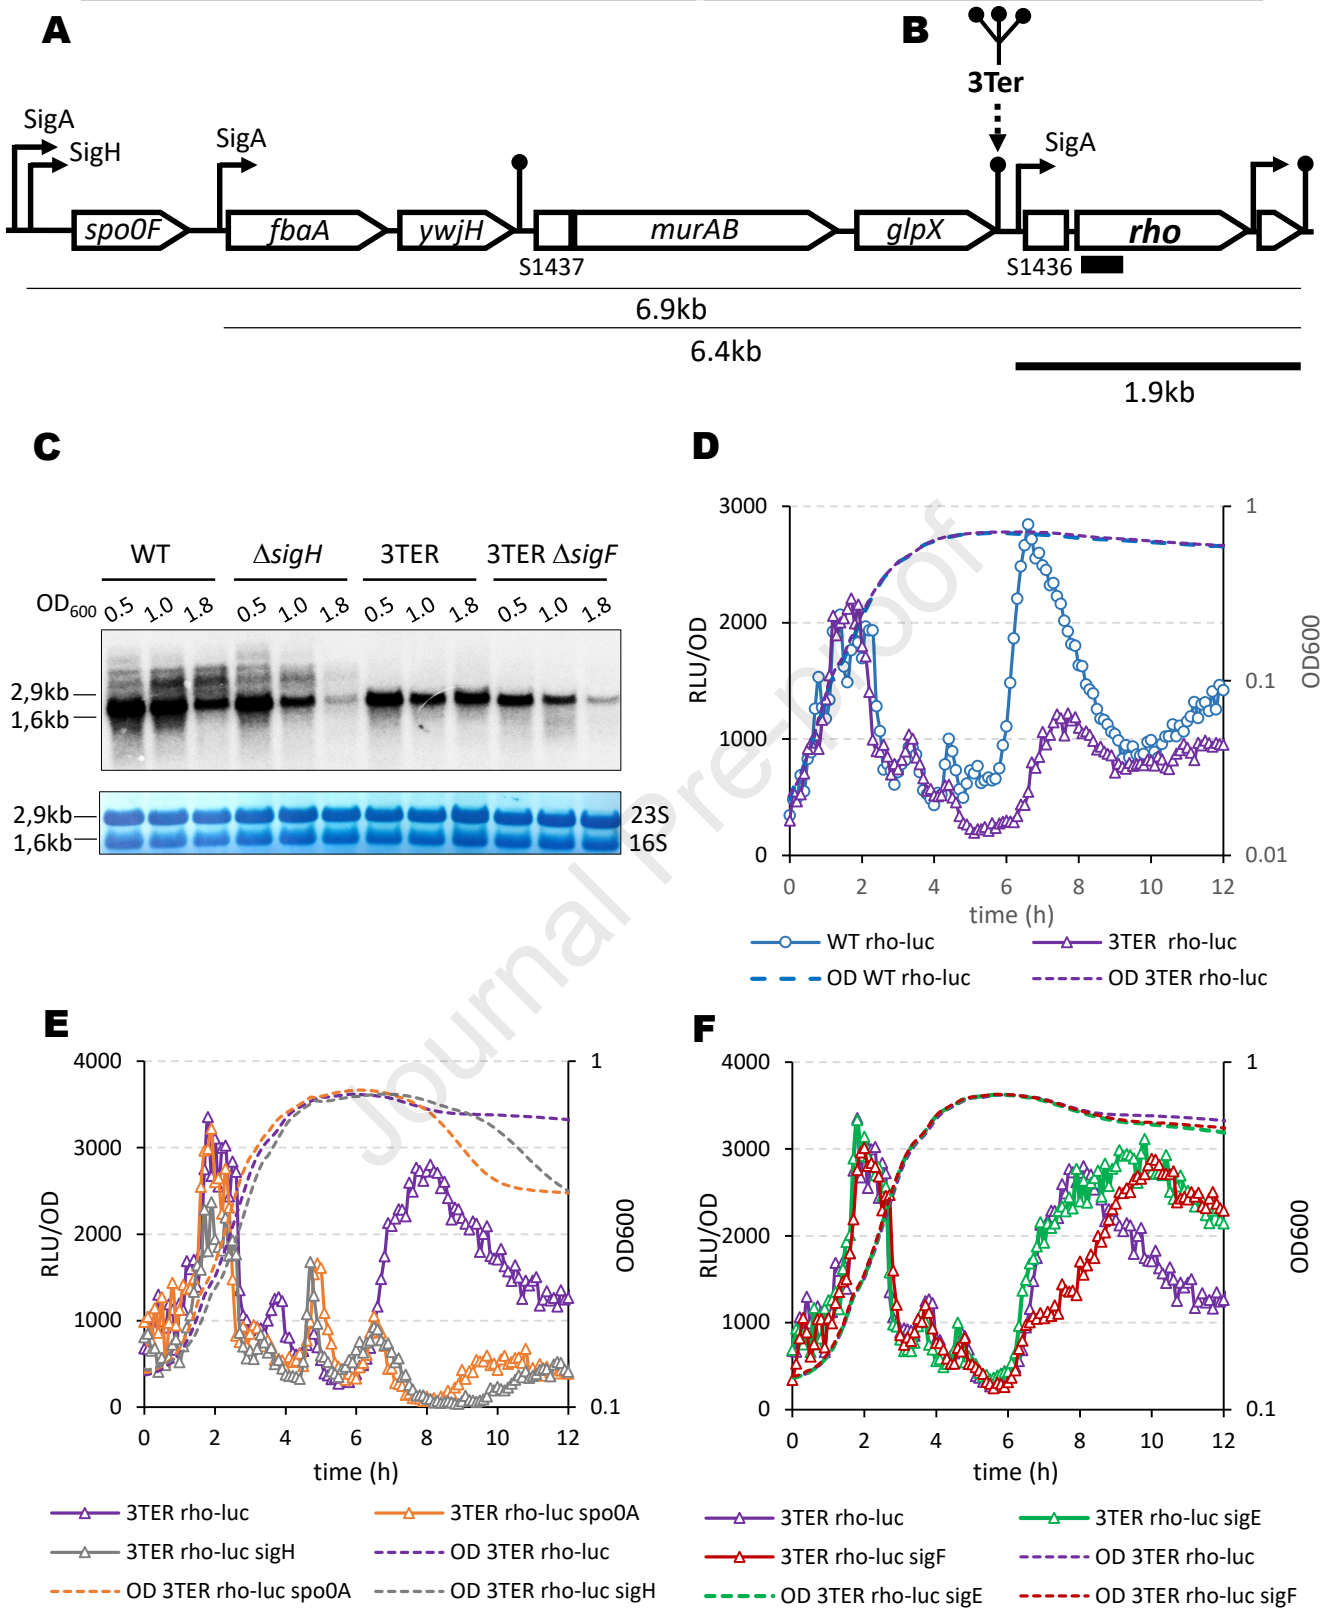 A
B
3Ter
SigA
SigH
SigA
SigA
spo0F
fbaA
ywjH
murAB
glpX
rho
S1437
S1436
6.9kb
6.4kb
1.9kb
C
WT
ΔsigH
3TER
3TER ΔsigF
OD600
0.5 1.0 1.8 0.5 1.0 1.8 0.5 1.0 1.8 0.5 1.0 1.8
2,9kb
1,6kb
2,9kb
23S
1,6kb
16S
D
3000
2000
1000
0
RLU/OD
1
0.1
0.01
OD600
0 2 4 6 8 10 12
time (h)
WT rho-luc
3TER rho-luc
OD WT rho-luc
OD 3TER rho-luc
Journal Pre-proof
E
4000
3000
2000
1000
0
RLU/OD
1
0.1
OD600
0 2 4 6 8 10 12
time (h)
3TER rho-luc
3TER rho-luc spo0A
3TER rho-luc sigH
OD 3TER rho-luc
OD 3TER rho-luc spo0A
OD 3TER rho-luc sigH
F
4000
3000
2000
1000
0
RLU/OD
1
0.1
OD600
0 2 4 6 8 10 12
time (h)
3TER rho-luc
3TER rho-luc sigE
3TER rho-luc sigF
OD 3TER rho-luc
OD 3TER rho-luc sigE
OD 3TER rho-luc sigF